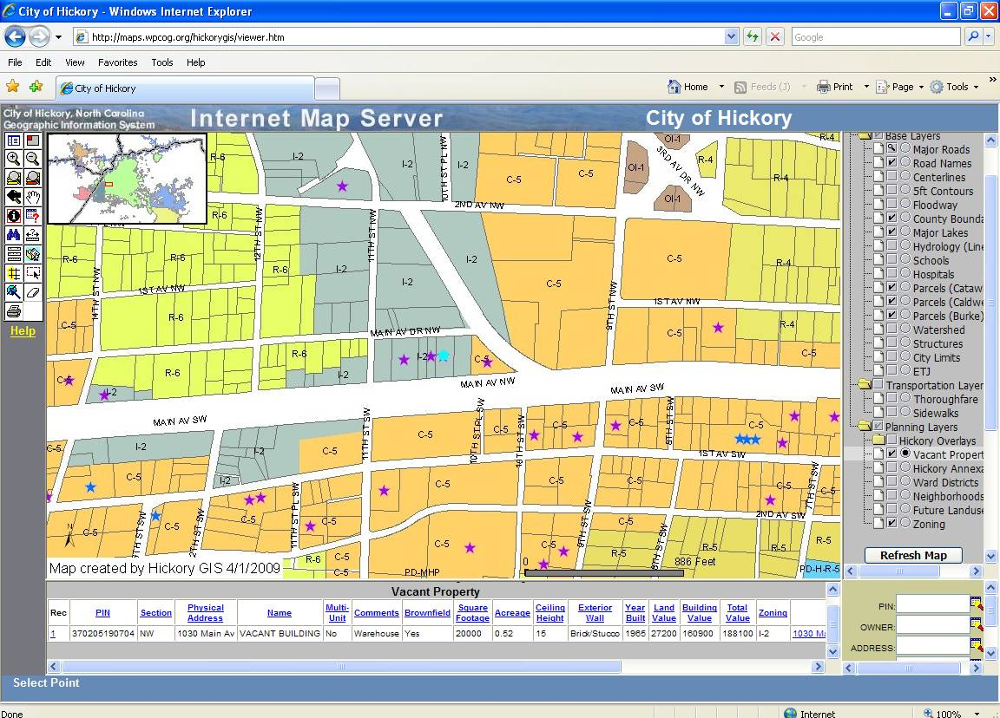 City of Hickory - Windows Internet Explorer
http://maps.wpcog.org/hickorygis/viewer.htm
Google
File Edit View Favorites Tools Help
City of Hickory
Home Feeds (J) Print Page Tools »
City of Hickory, North Carolina
Geographic Information System
Internet Map Server
City of Hickory
Help
R-6 I-2 I-2 10TH ST PL NW I-2 C-5 C-5 OI-1 OI-1 3RD AV DR NW R-4 R-4 R-4
R-6 12TH ST NW 11TH ST NW 2ND AV NW OI-1
R-6 R-6 R-6 I-2 I-2 I-2 C-5 C-5 R-4
14TH ST NW 1ST AV NW 8TH ST NW 1ST AV NW
C-5 R-6 MAIN AV DR NW C-5 R-4
R-6 I-2 C-5 C-5
C-5 I-2 R-6 I-2 MAIN AV NW MAIN AV SW
MAIN AV SW 11TH ST SW 10TH ST PL SW 10TH ST SW 8TH ST SW
C-5 I-2 I-2 C-5 C-5 C-5 C-5 C-5 C-5
C-5 I-2 C-5 C-5 C-5 1ST AV SW 7TH ST SW C-5
C-5 C-5 C-5 11TH ST PL SW C-5 2ND AV SW
R-6 C-5 C-5 C-5 C-5 C-5 9TH ST SW 8TH ST SW R-5 R-5 R-5 R-5
PD-MHP PD-H-R-5
N
0 886 Feet
Map created by Hickory GIS 4/1/2009
Base Layers
Major Roads
Road Names
Centerlines
5ft Contours
Floodway
County Bounda
Major Lakes
Hydrology (Line
Schools
Hospitals
Parcels (Cataw
Parcels (Caldwe
Parcels (Burke)
Watershed
Structures
City Limits
ETJ
Transportation Layer
Thoroughfare
Sidewalks
Planning Layers
Hickory Overlays
Vacant Propert
Hickory Annexa
Ward Districts
Neighborhoods
Future Landuse
Zoning
Refresh Map
Vacant Property
Rec PIN Section Physical Address Name Multi-Unit Comments Brownfield Square Footage Acreage Ceiling Height Exterior Wall Year Built Land Value Building Value Total Value Zoning
1 370205190704 NW 1030 Main Av VACANT BUILDING No Warehouse Yes 20000 0.52 15 Brick/Stucco 1965 27200 160900 188100 I-2 1030 Ma
PIN:
OWNER:
ADDRESS:
Select Point
Done Internet 100%